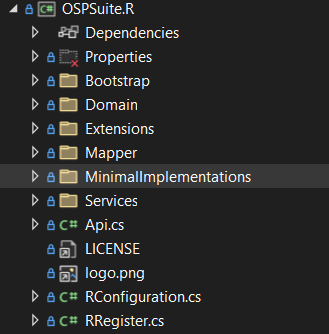 OSPSuite.R
Dependencies
Properties
Bootstrap
Domain
Extensions
Mapper
MinimalImplementations
Services
C# Api.cs
LICENSE
logo.png
C# RConfiguration.cs
C# RRegister.cs